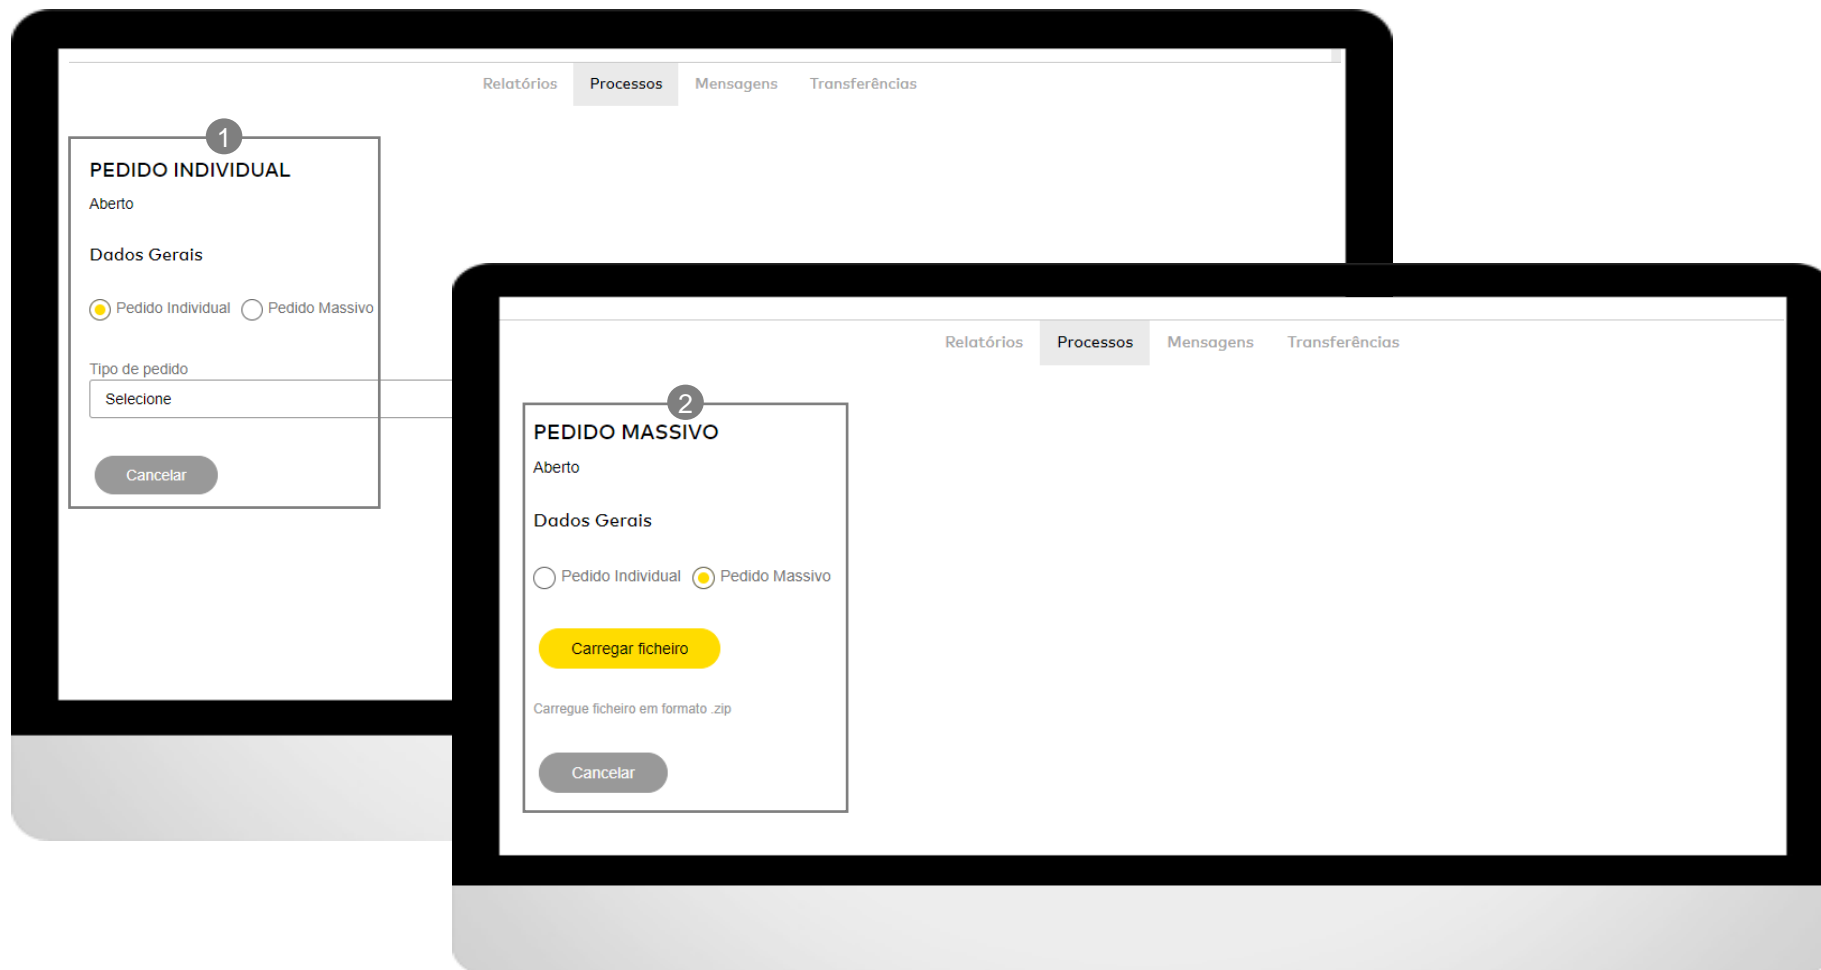 Relatórios Processos Mensagens Transferências
1
PEDIDO INDIVIDUAL
Aberto
Dados Gerais
Pedido Individual Pedido Massivo
Tipo de pedido
Selecione
Cancelar
Relatórios Processos Mensagens Transferências
2
PEDIDO MASSIVO
Aberto
Dados Gerais
Pedido Individual Pedido Massivo
Carregar ficheiro
Carregue ficheiro em formato .zip
Cancelar